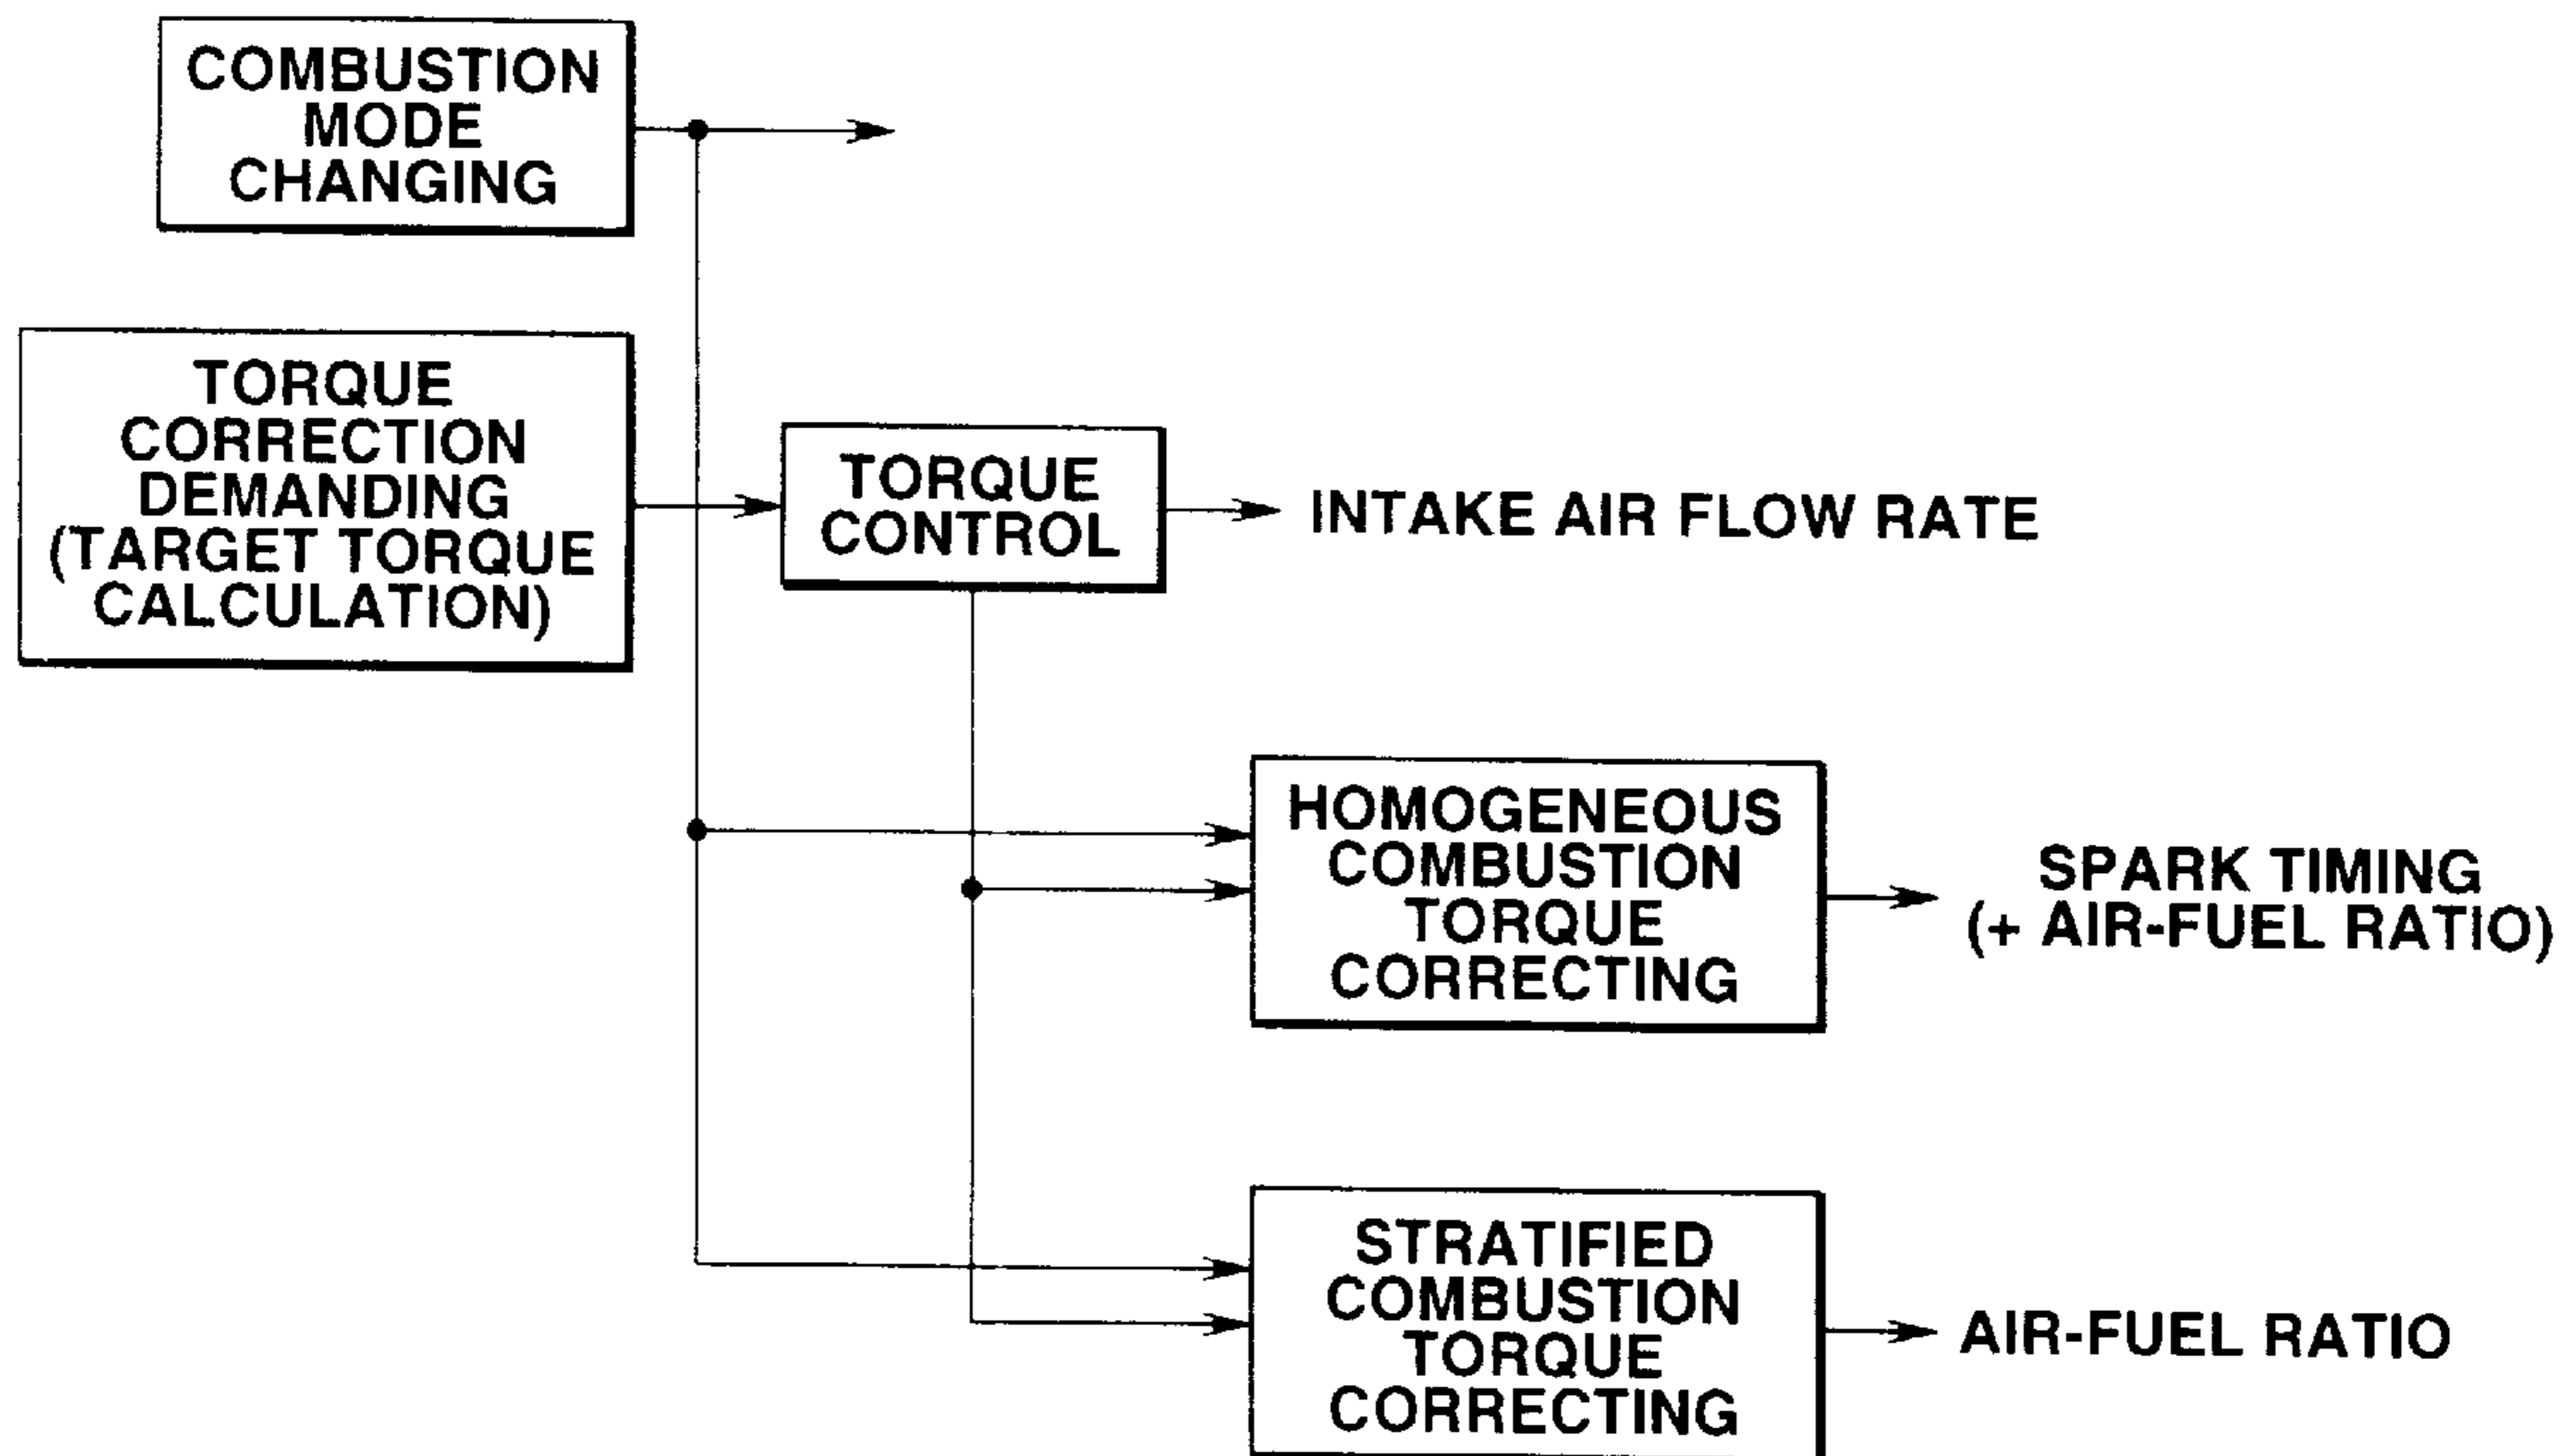 COMBUSTION
MODE
CHANGING
TORQUE
CORRECTION
DEMANDING
(TARGET TORQUE
CALCULATION)
TORQUE
CONTROL
INTAKE AIR FLOW RATE
HOMOGENEOUS
COMBUSTION
TORQUE
CORRECTING
SPARK TIMING
(+ AIR-FUEL RATIO)
STRATIFIED
COMBUSTION
TORQUE
CORRECTING
AIR-FUEL RATIO